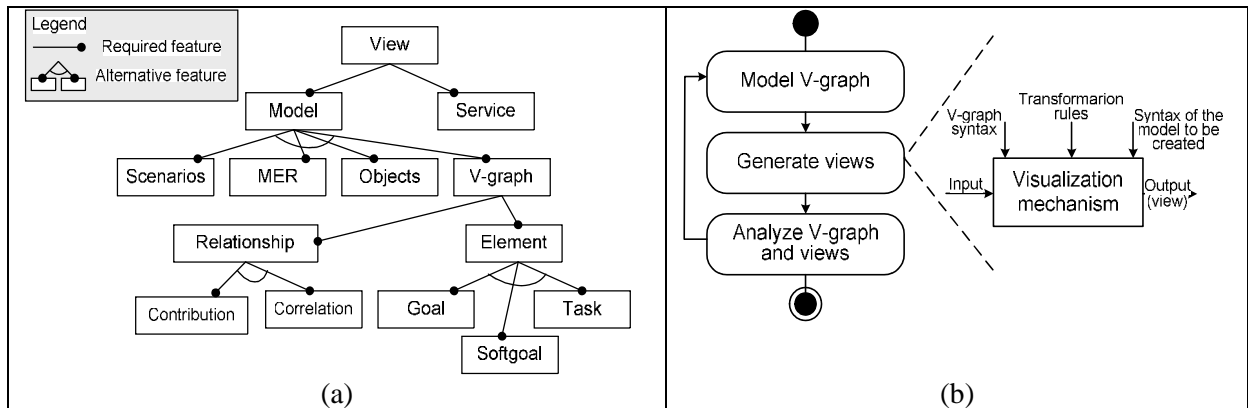 Legend
Required feature
Alternative feature
View
Model
Service
Scenarios
MER
Objects
V-graph
Relationship
Element
Contribution
Correlation
Goal
Task
Softgoal
(a)
Model V-graph
Generate views
Analyze V-graph
and views
V-graph
syntax
Transformarion
rules
Syntax of the
model to be
created
Input
Visualization
mechanism
Output
(view)
(b)